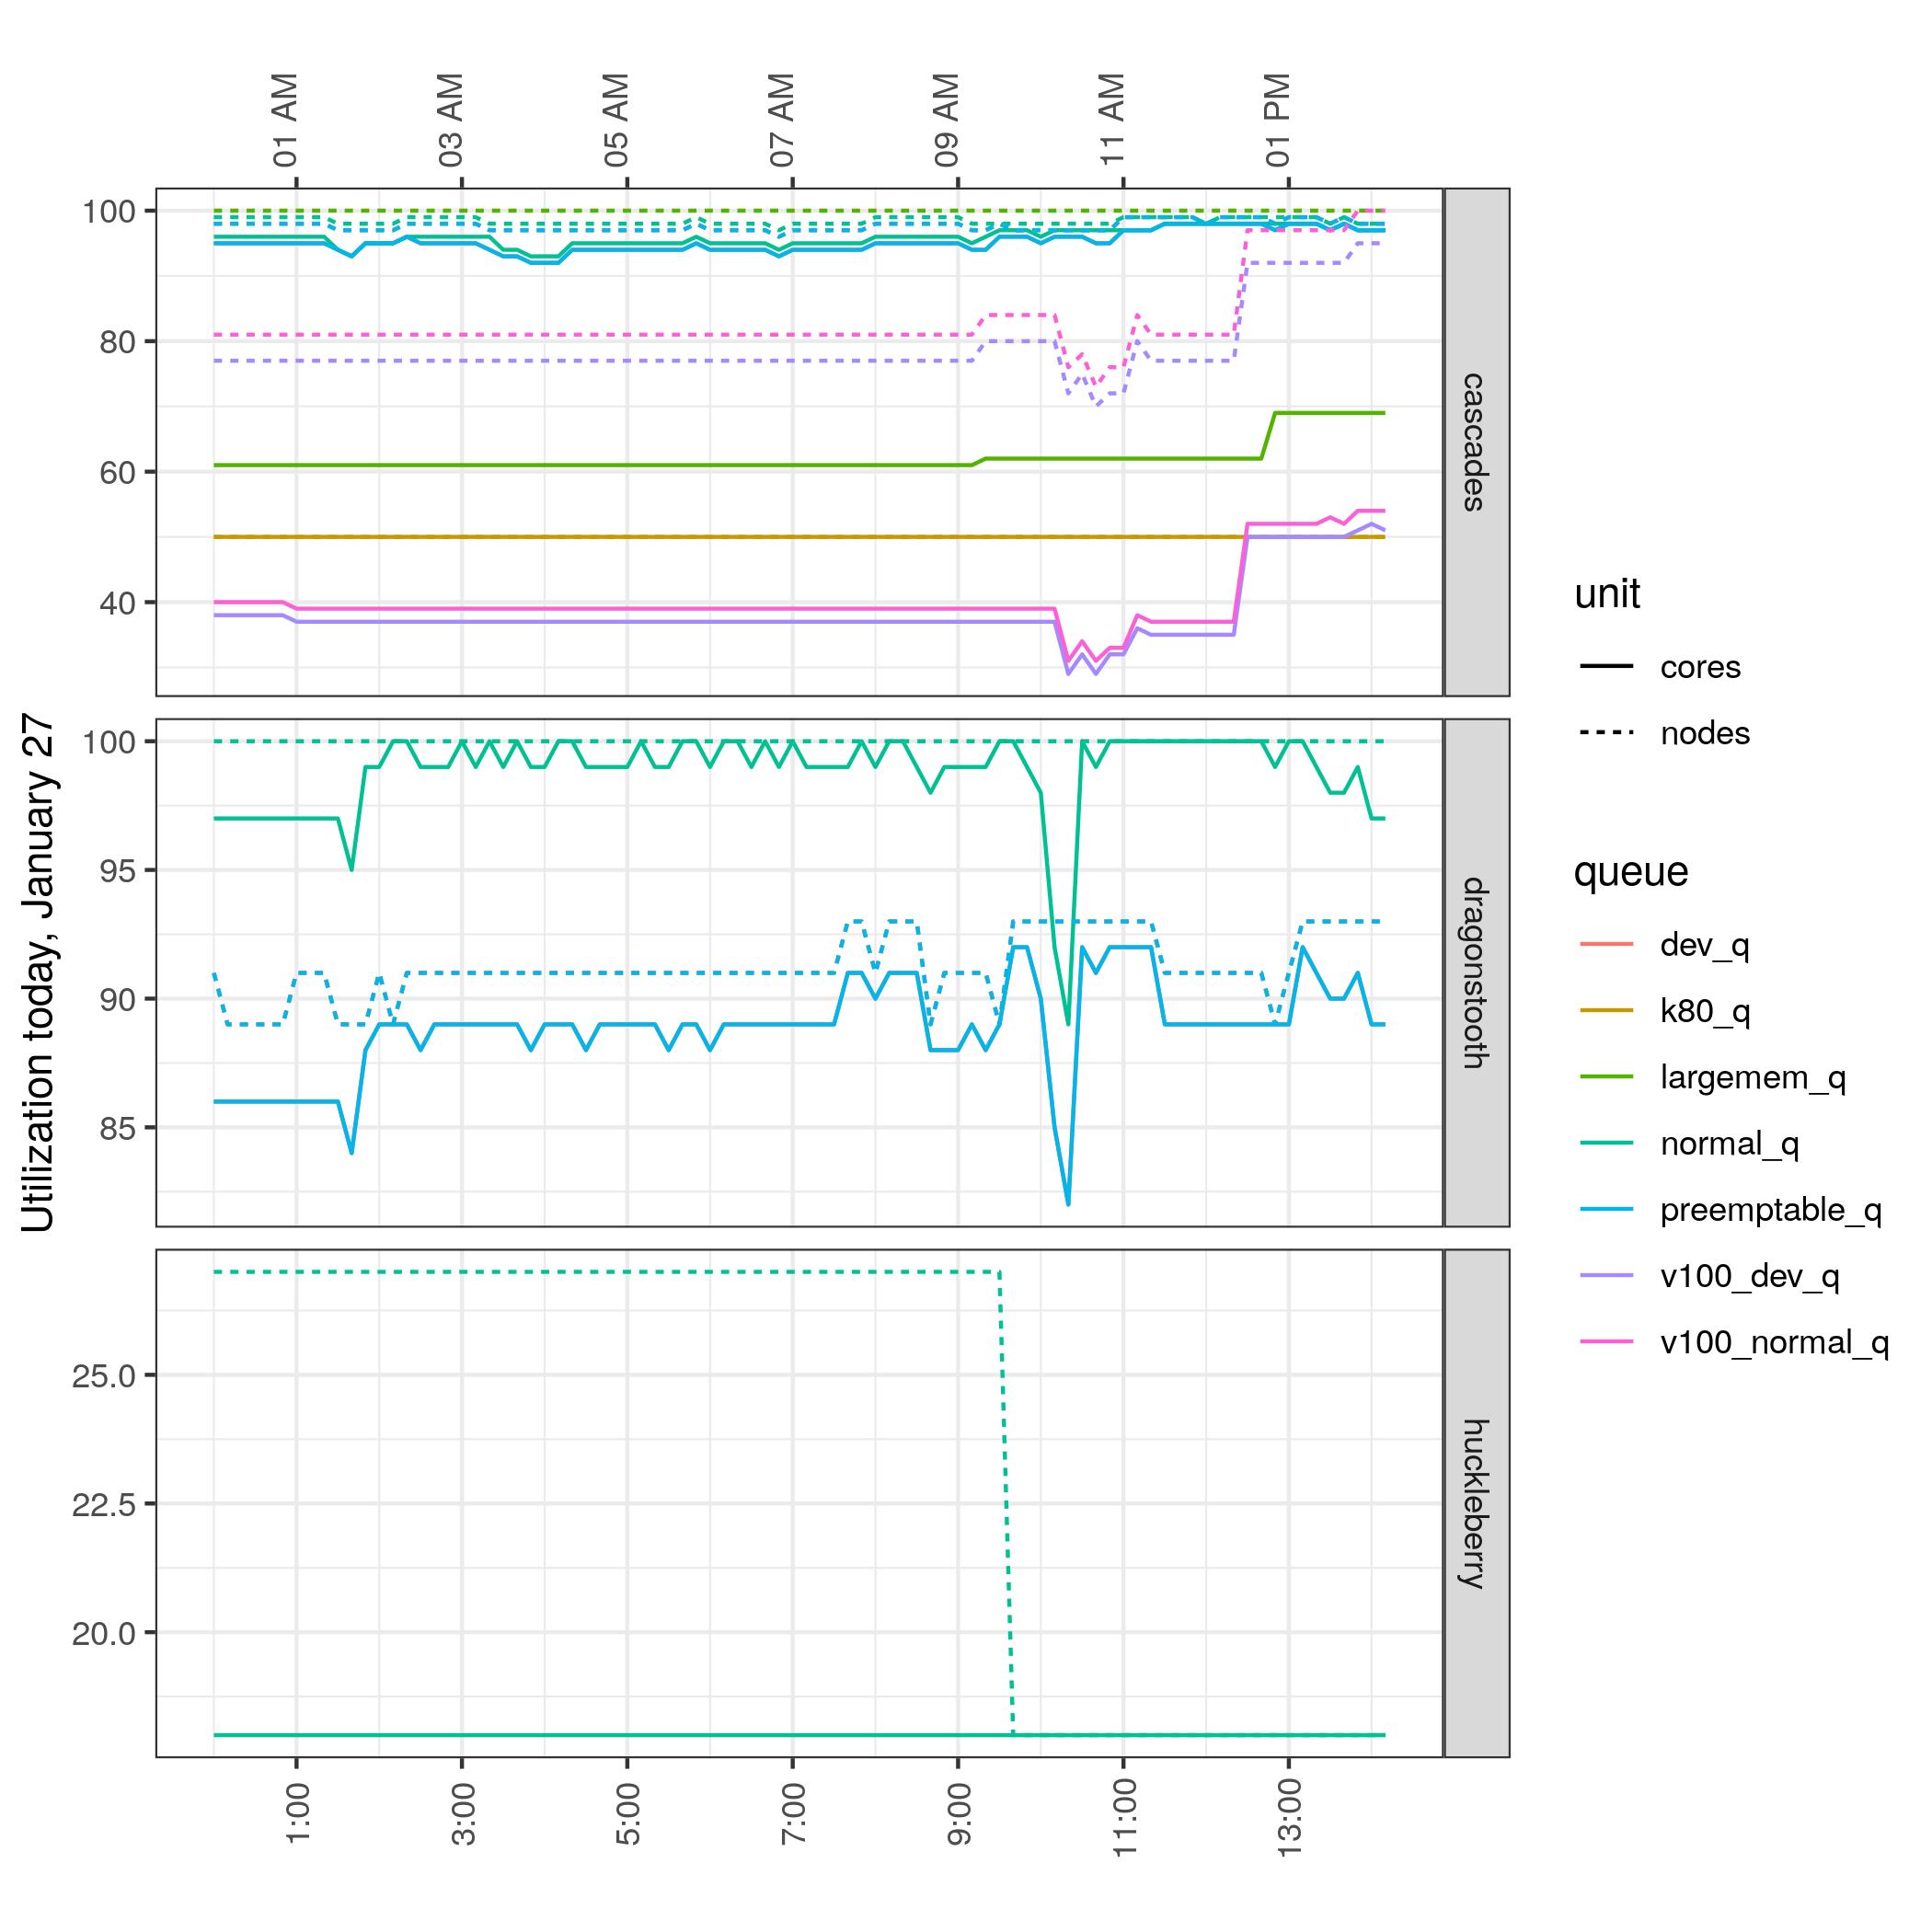 01 AM
03 AM
05 AM
07 AM
09 AM
11 AM
01 PM
Utilization today, January 27
100
80
60
40
cascades
100
95
90
85
dragonstooth
25.0
22.5
20.0
huckleberry
1:00
3:00
5:00
7:00
9:00
11:00
13:00
unit
cores
nodes
queue
dev_q
k80_q
largemem_q
normal_q
preemptable_q
v100_dev_q
v100_normal_q